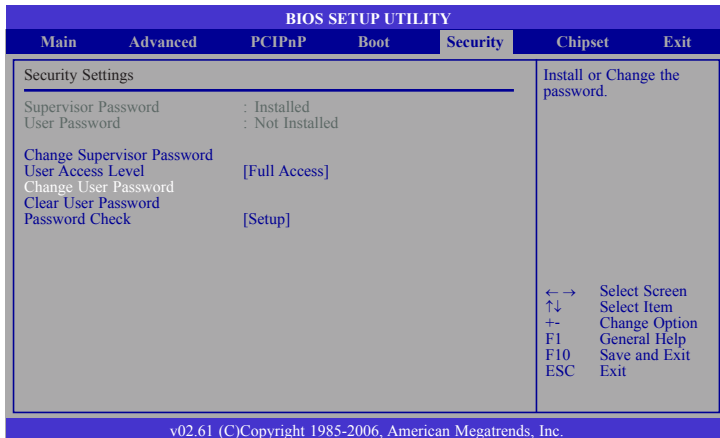 BIOS SETUP UTILITY
Main Advanced PCIPnP Boot Security Chipset Exit
Security Settings
Supervisor Password : Installed
User Password : Not Installed
Change Supervisor Password
User Access Level [Full Access]
Change User Password
Clear User Password
Password Check [Setup]
Install or Change the
password.
←→ Select Screen
↑↓ Select Item
+- Change Option
F1 General Help
F10 Save and Exit
ESC Exit
v02.61 (C)Copyright 1985-2006, American Megatrends, Inc.